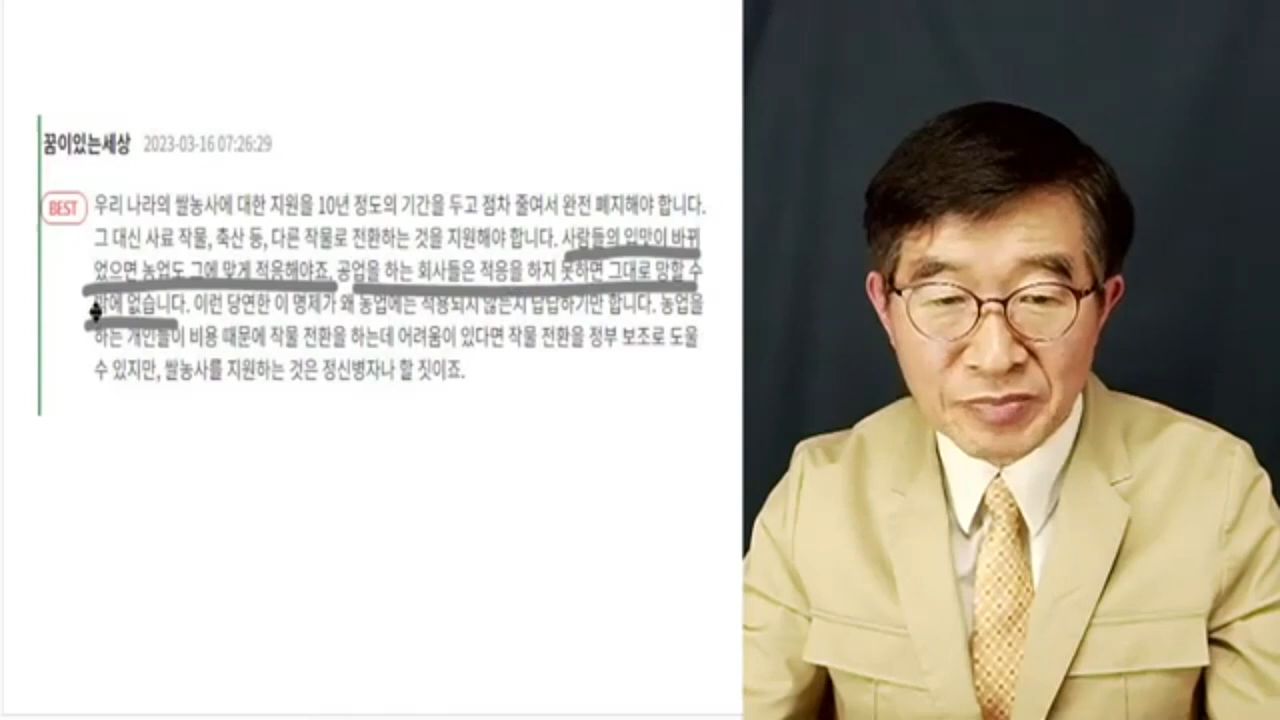 꿈이있는세상 2023-03-16 07:26:29
BEST 우리 나라의 쌀농사에 대한 지원을 10년 정도의 기간을 두고 점차 줄여서 완전 폐지해야 합니다.
그 대신 사료 작물, 축산 등, 다른 작물로 전환하는 것을 지원해야 합니다. 사람들의 입맛이 바뀌
었으면 농업도 그에 맞게 적응해야죠. 공업을 하는 회사들은 적응을 하지 못하면 그대로 망할 수
밖에 없습니다. 이런 당연한 이 명제가 왜 농업에는 적용되지 않는지 답답하기만 합니다. 농업을
하는 개인들이 비용 때문에 작물 전환을 하는데 어려움이 있다면 작물 전환을 정부 보조로 도울
수 있지만, 쌀농사를 지원하는 것은 정신병자나 할 짓이죠.